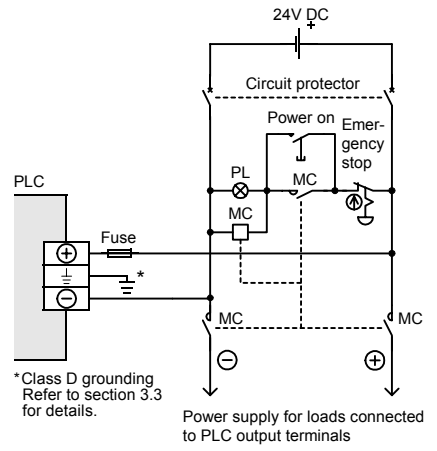 24V DC
+
Circuit protector
Power on
Emer-
gency
stop
PL
MC
MC
PLC
Fuse
+
*
−
MC
MC
−
+
*Class D grounding
Refer to section 3.3
for details.
Power supply for loads connected
to PLC output terminals